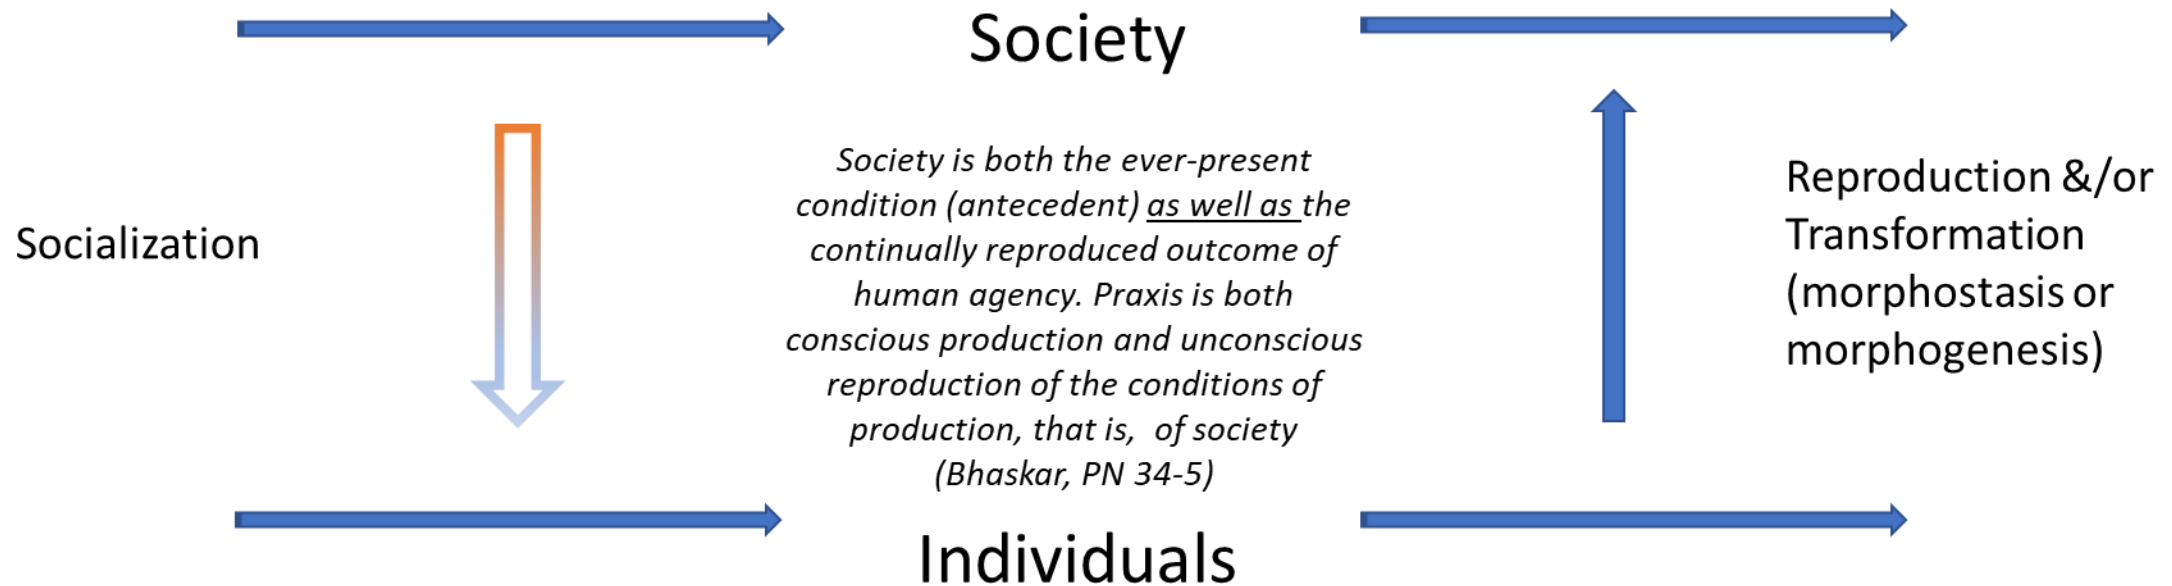 Society
Socialization
Society is both the ever-present
condition (antecedent) as well as the
continually reproduced outcome of
human agency. Praxis is both
conscious production and unconscious
reproduction of the conditions of
production, that is,  of society
(Bhaskar, PN 34-5)
Reproduction &/or
Transformation
(morphostasis or
morphogenesis)
Individuals